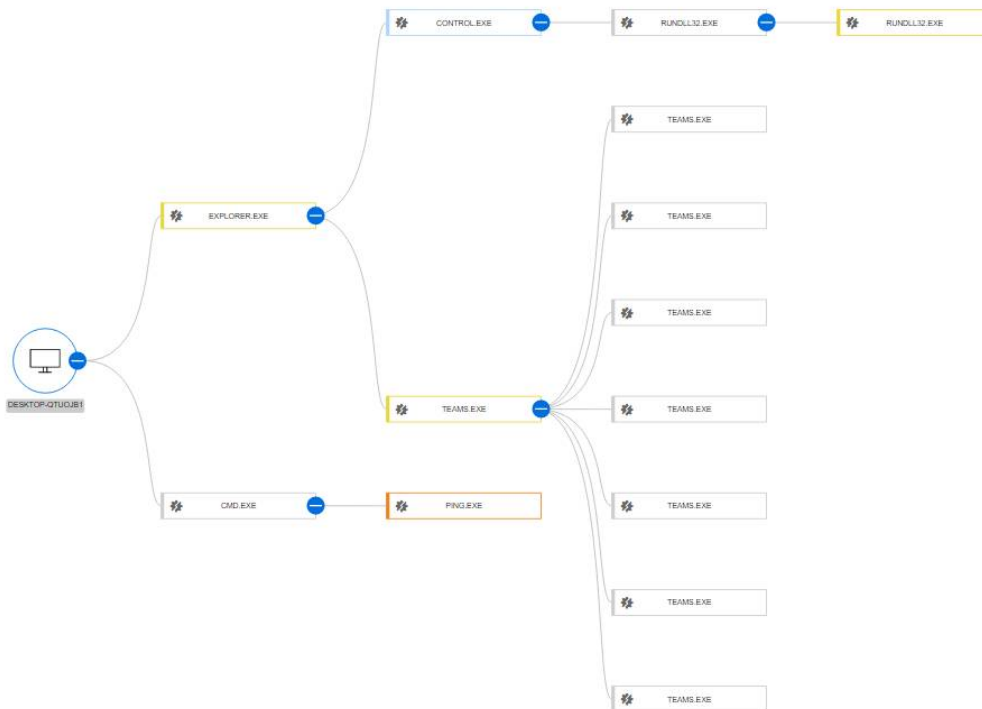 CONTROL.EXE
RUNDLL32.EXE
RUNDLL32.EXE
TEAMS.EXE
EXPLORER.EXE
TEAMS.EXE
TEAMS.EXE
DESKTOP-QTUOJB1
TEAMS.EXE
TEAMS.EXE
CMD.EXE
PING.EXE
TEAMS.EXE
TEAMS.EXE
TEAMS.EXE